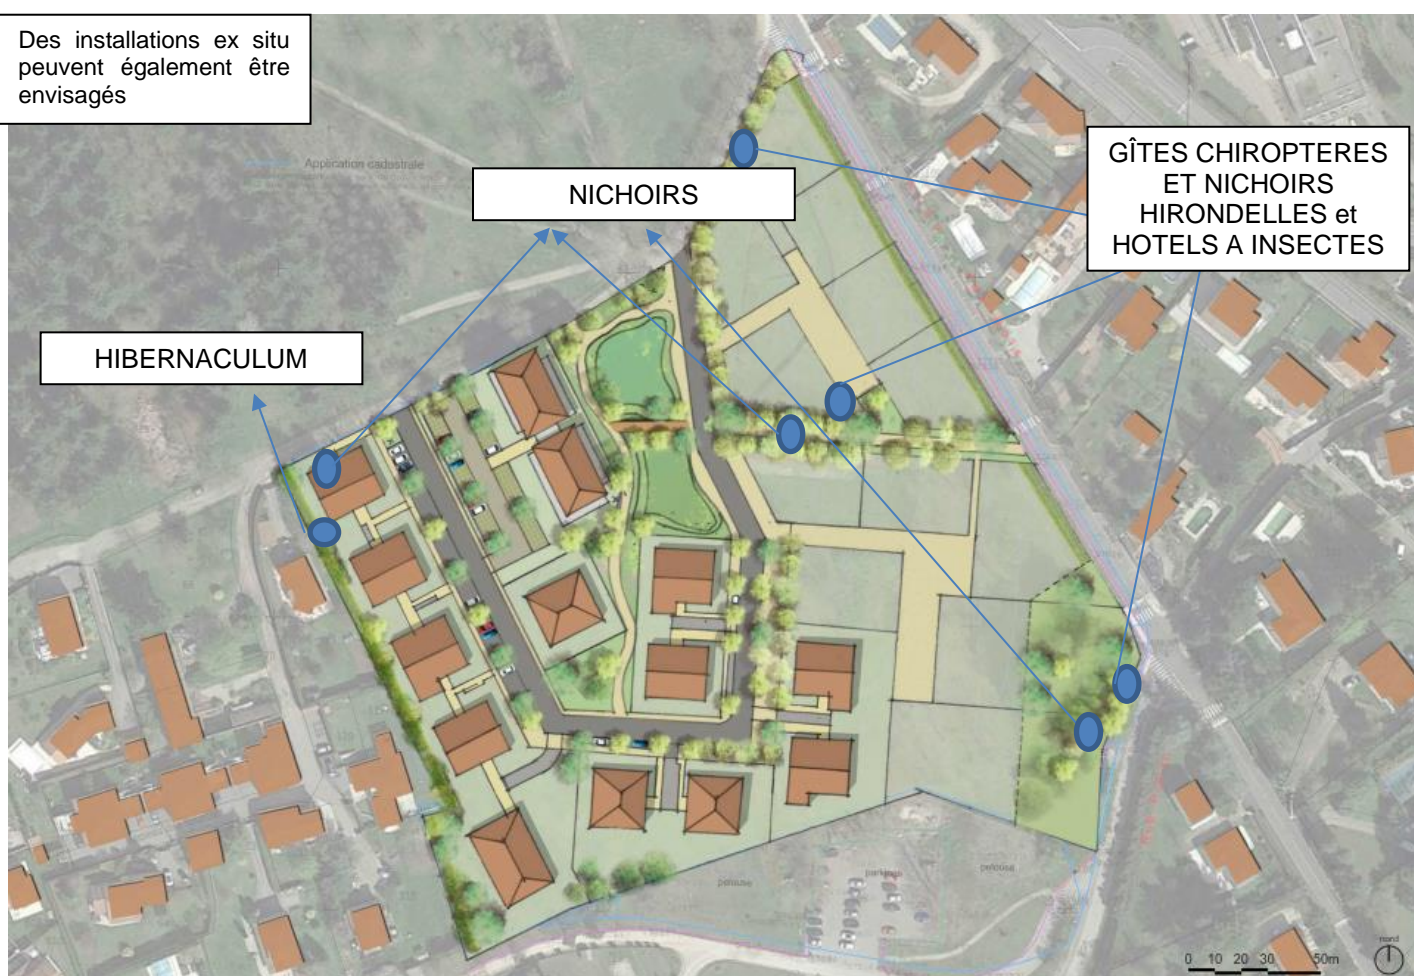 Des installations ex situ
peuvent également être
envisagés
Application cadastrale
NICHOIRS
GÎTES CHIROPTERES
ET NICHOIRS
HIRONDELLES et
HOTELS A INSECTES
HIBERNACULUM
pelouse
parking
pelouse
nord
0 10 20 30 50m